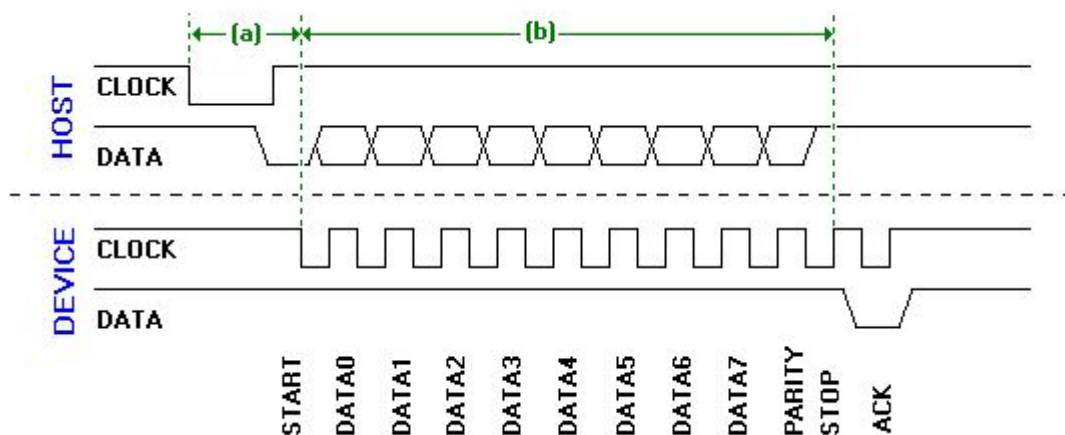 (a)
(b)
HOST
CLOCK
DATA
DEVICE
CLOCK
DATA
START
DATA0
DATA1
DATA2
DATA3
DATA4
DATA5
DATA6
DATA7
PARITY
STOP
ACK